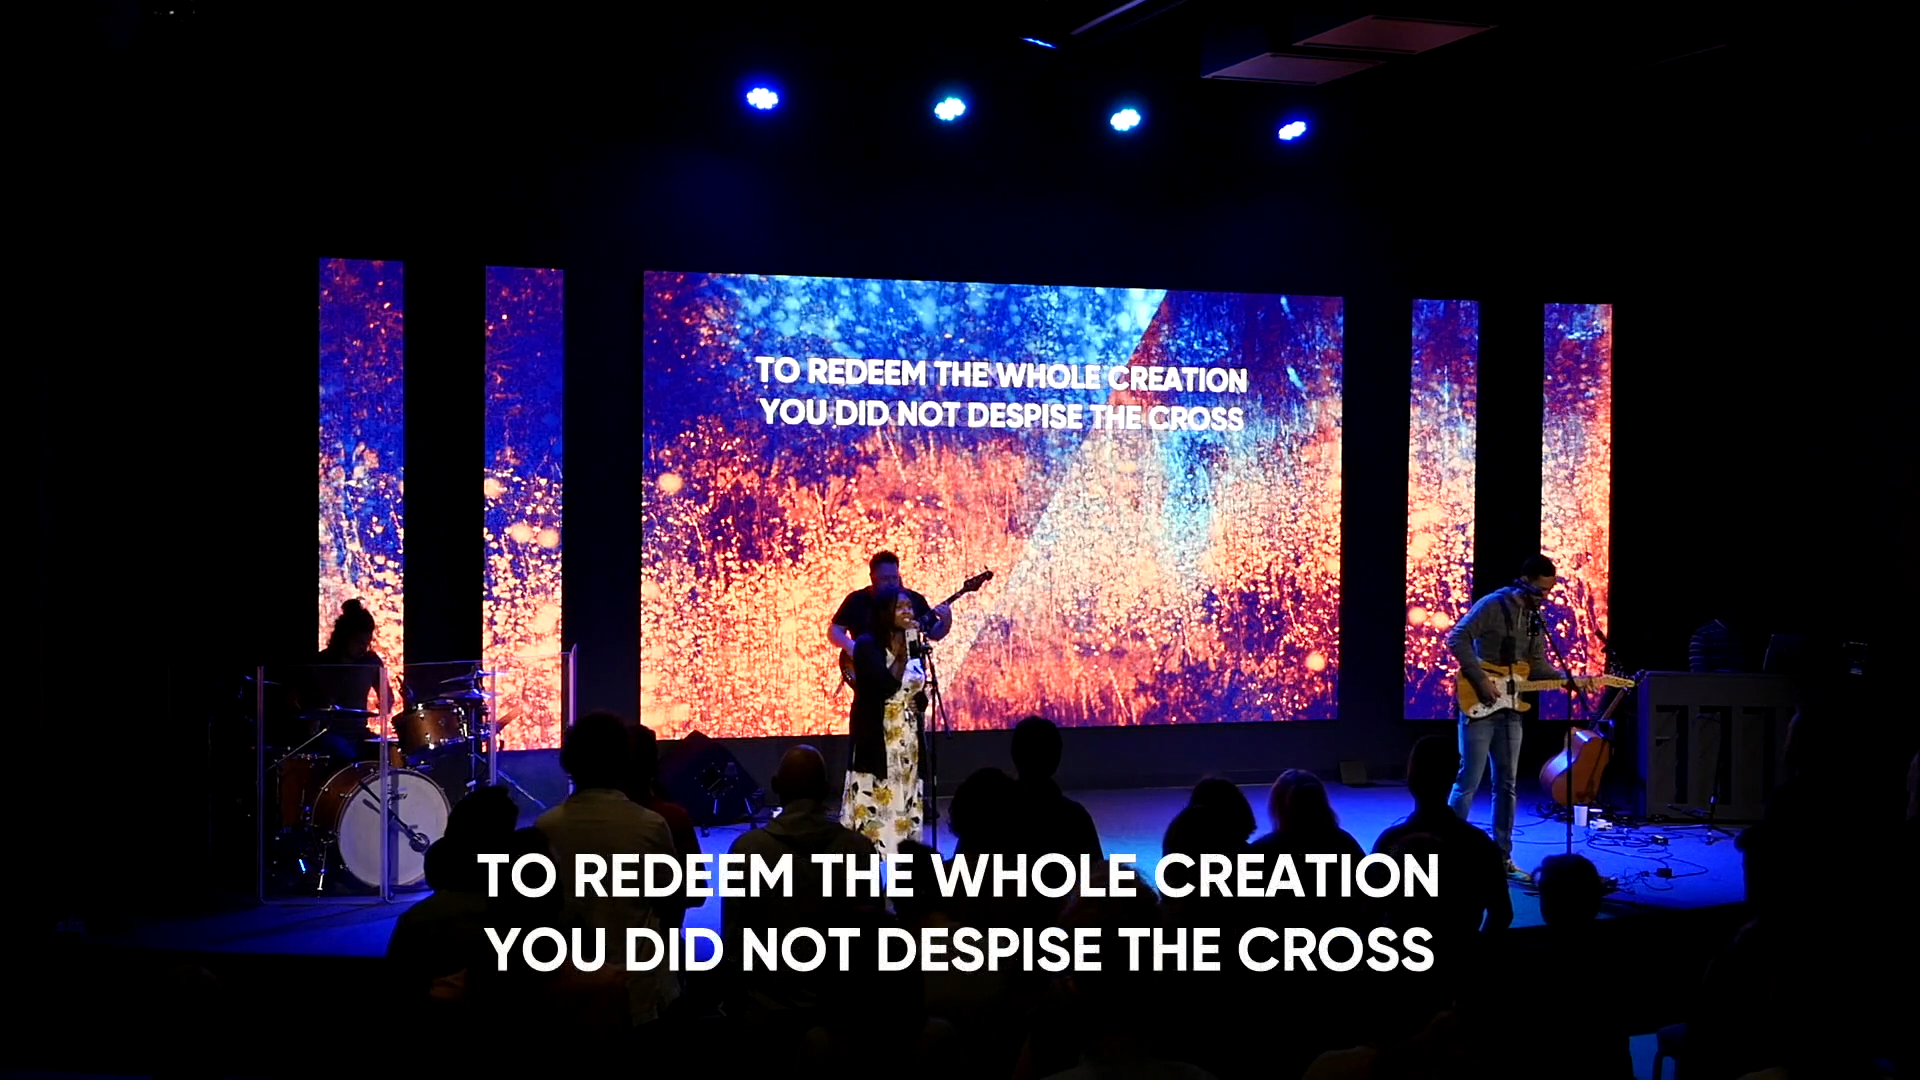 TO REDEEM THE WHOLE CREATION
YOU DID NOT DESPISE THE CROSS
TO REDEEM THE WHOLE CREATION
YOU DID NOT DESPISE THE CROSS